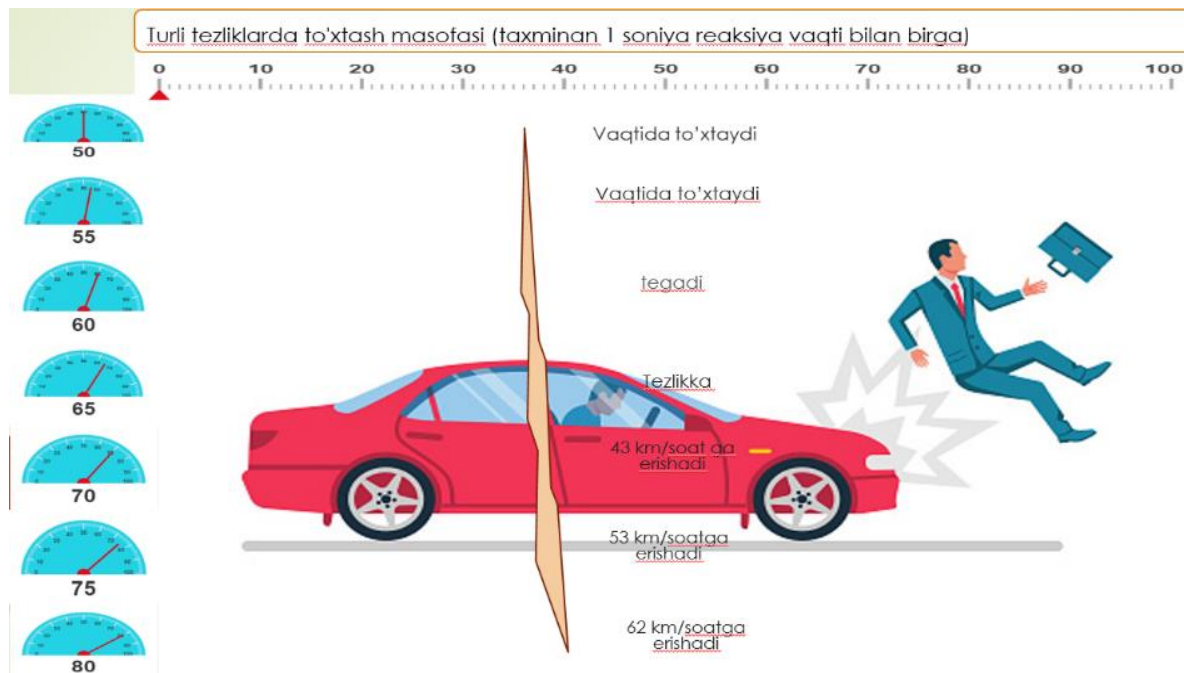 Turli tezliklarda to'xtash masofasi (taxminan 1 soniya reaksiya vaqti bilan birga)
0 10 20 30 40 50 60 70 80 90 100
50
Vaqtida to’xtaydi
55
Vaqtida to’xtaydi
60
tegadi
65
Tezlikka
70
43 km/soat ga
erishadi
75
53 km/soatga
erishadi
80
62 km/soatga
erishadi